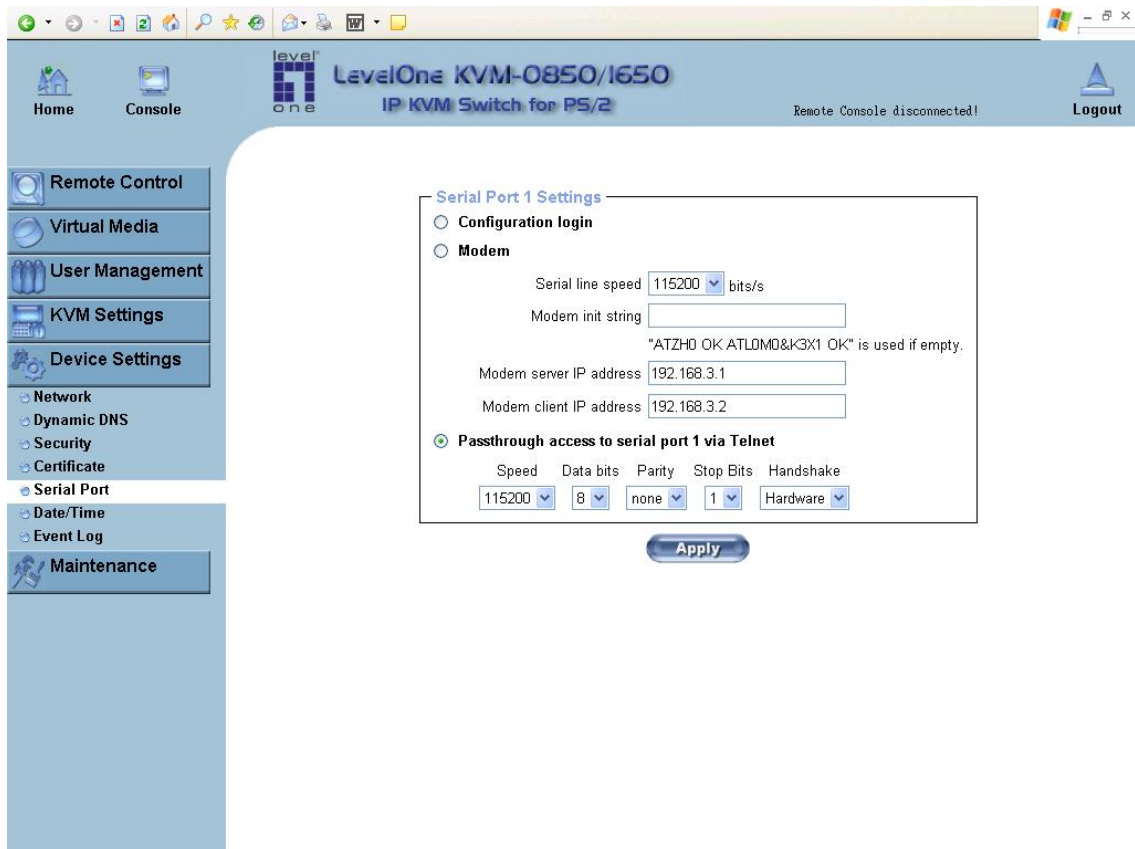 level
one
LevelOne KVM-0850/1650
IP KVM Switch for PS/2
Home
Console
Remote Console disconnected!
Logout
Remote Control
Virtual Media
User Management
KVM Settings
Device Settings
Network
Dynamic DNS
Security
Certificate
Serial Port
Date/Time
Event Log
Maintenance
Serial Port 1 Settings
Configuration login
Modem
Serial line speed 115200 bits/s
Modem init string
"ATZH0 OK ATL0M0&K3X1 OK" is used if empty.
Modem server IP address 192.168.3.1
Modem client IP address 192.168.3.2
Passthrough access to serial port 1 via Telnet
Speed Data bits Parity Stop Bits Handshake
115200 8 none 1 Hardware
Apply